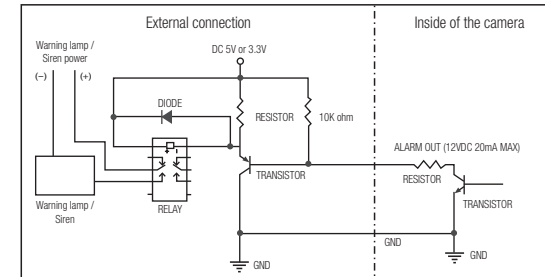 External connection
Inside of the camera
Warning lamp /
Siren power
(−)
(+)
DC 5V or 3.3V
DIODE
RESISTOR
10K ohm
ALARM OUT (12VDC 20mA MAX)
RESISTOR
TRANSISTOR
TRANSISTOR
Warning lamp /
Siren
RELAY
GND
GND
GND